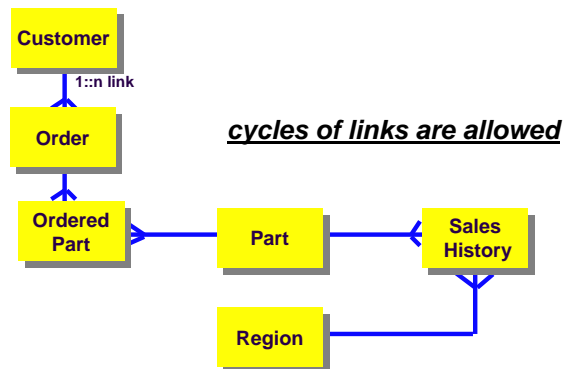 Customer
1::n link
Order
cycles of links are allowed
Ordered
Part
Part
Sales
History
Region